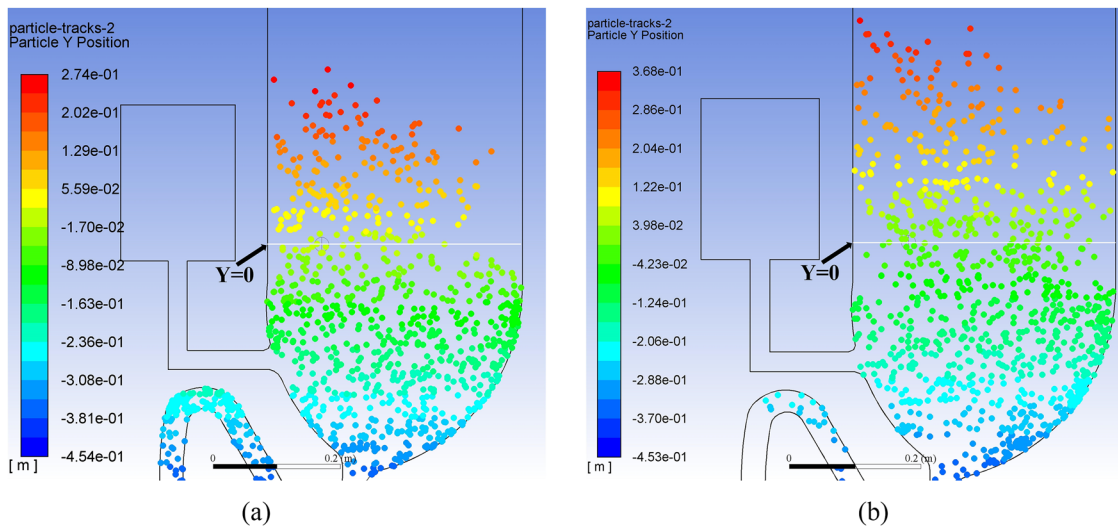 particle-tracks-2
Particle Y Position
2.74e-01
2.02e-01
1.29e-01
5.59e-02
-1.70e-02
-8.98e-02
-1.63e-01
-2.36e-01
-3.08e-01
-3.81e-01
-4.54e-01
[ m ]
Y=0
0
0.2 (m)
(a)
particle-tracks-2
Particle Y Position
3.68e-01
2.86e-01
2.04e-01
1.22e-01
3.98e-02
-4.23e-02
-1.24e-01
-2.06e-01
-2.88e-01
-3.70e-01
-4.53e-01
[ m ]
Y=0
0
0.2 (m)
(b)